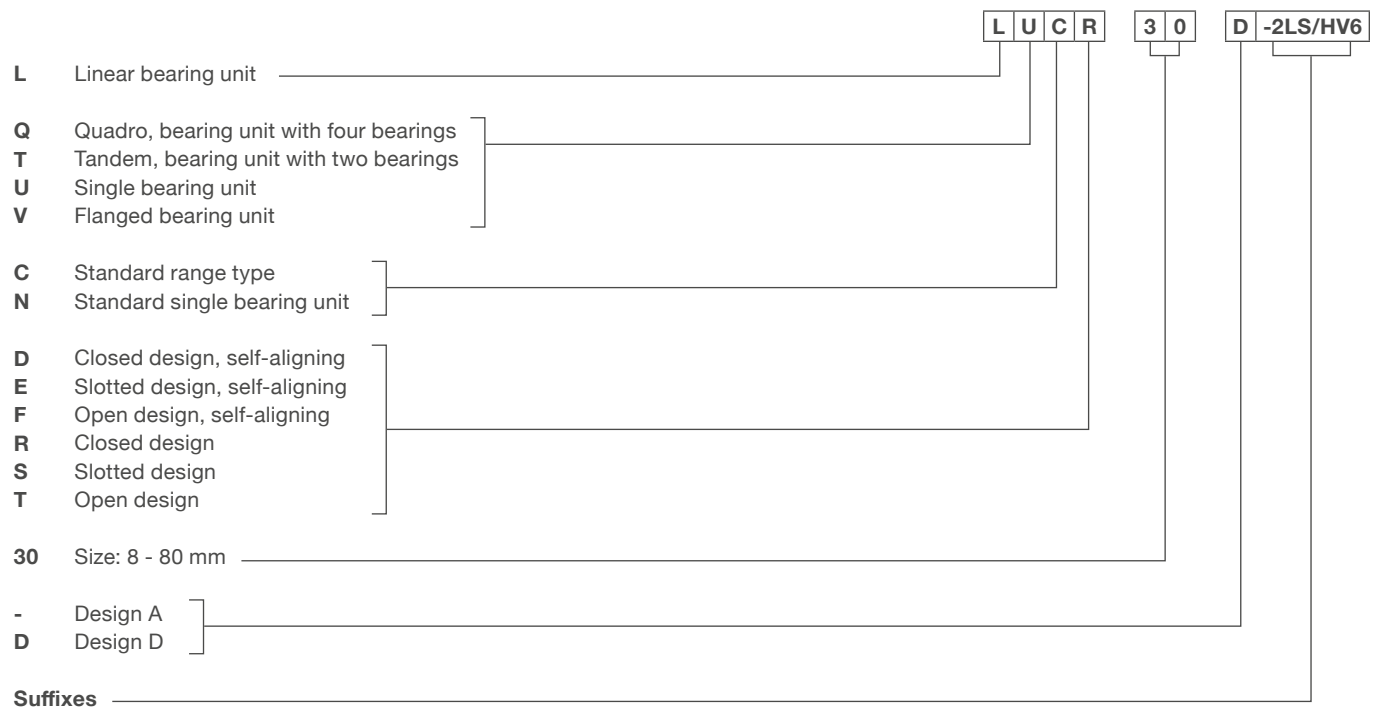 L U C R 3 0 D -2LS/HV6
L Linear bearing unit
Q Quadro, bearing unit with four bearings
T Tandem, bearing unit with two bearings
U Single bearing unit
V Flanged bearing unit
C Standard range type
N Standard single bearing unit
D Closed design, self-aligning
E Slotted design, self-aligning
F Open design, self-aligning
R Closed design
S Slotted design
T Open design
30 Size: 8 - 80 mm
- Design A
D Design D
Suffixes